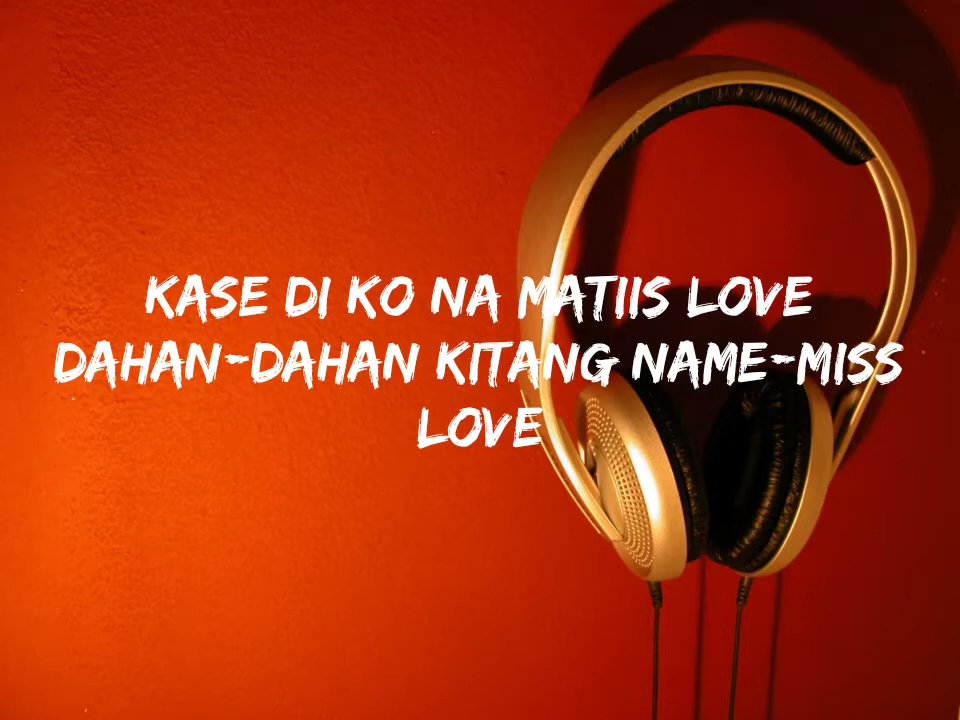 KASE DI KO NA MATIIS LOVE
DAHAN-DAHAN KITANG NAME-MISS
LOVE